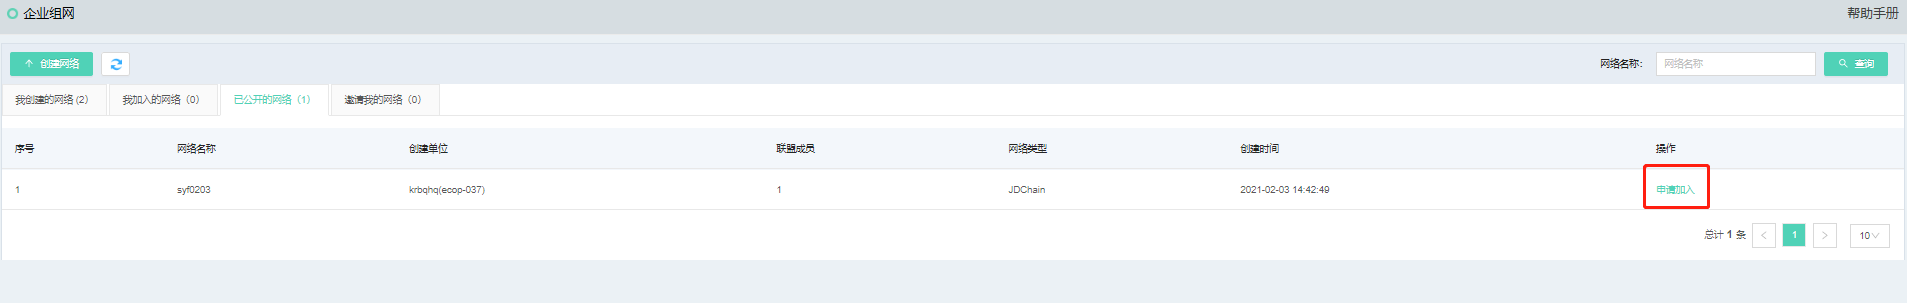 企业组网 帮助手册
创建网络 网络名称： 网络名称 查询
我创建的网络 (2) 我加入的网络（0） 已公开的网络（1） 邀请我的网络（0）
序号 网络名称 创建单位 联盟成员 网络类型 创建时间 操作
1 syf0203 krbqhq(ecop-037) 1 JDChain 2021-02-03 14:42:49 申请加入
总计 1 条 < 1 > 10